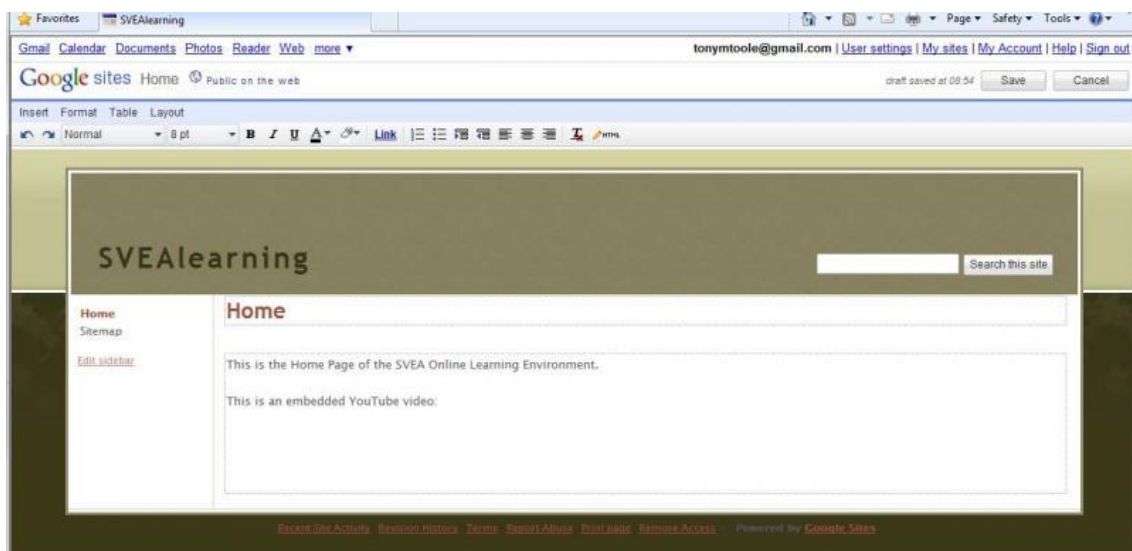 Favorites SVEAlearning Page Safety Tools
Gmail Calendar Documents Photos Reader Web more tonymtoole@gmail.com | User settings | My sites | My Account | Help | Sign out
Google sites Home Public on the web draft saved at 08:54 Save Cancel
Insert Format Table Layout
Normal 8 pt B I U A Link HTML
SVEAlearning
Search this site
Home
Sitemap
Edit sidebar
Home
This is the Home Page of the SVEA Online Learning Environment.
This is an embedded YouTube video:
Recent Site Activity Revision History Terms Report Abuse Print page Remove Access Powered by Google Sites